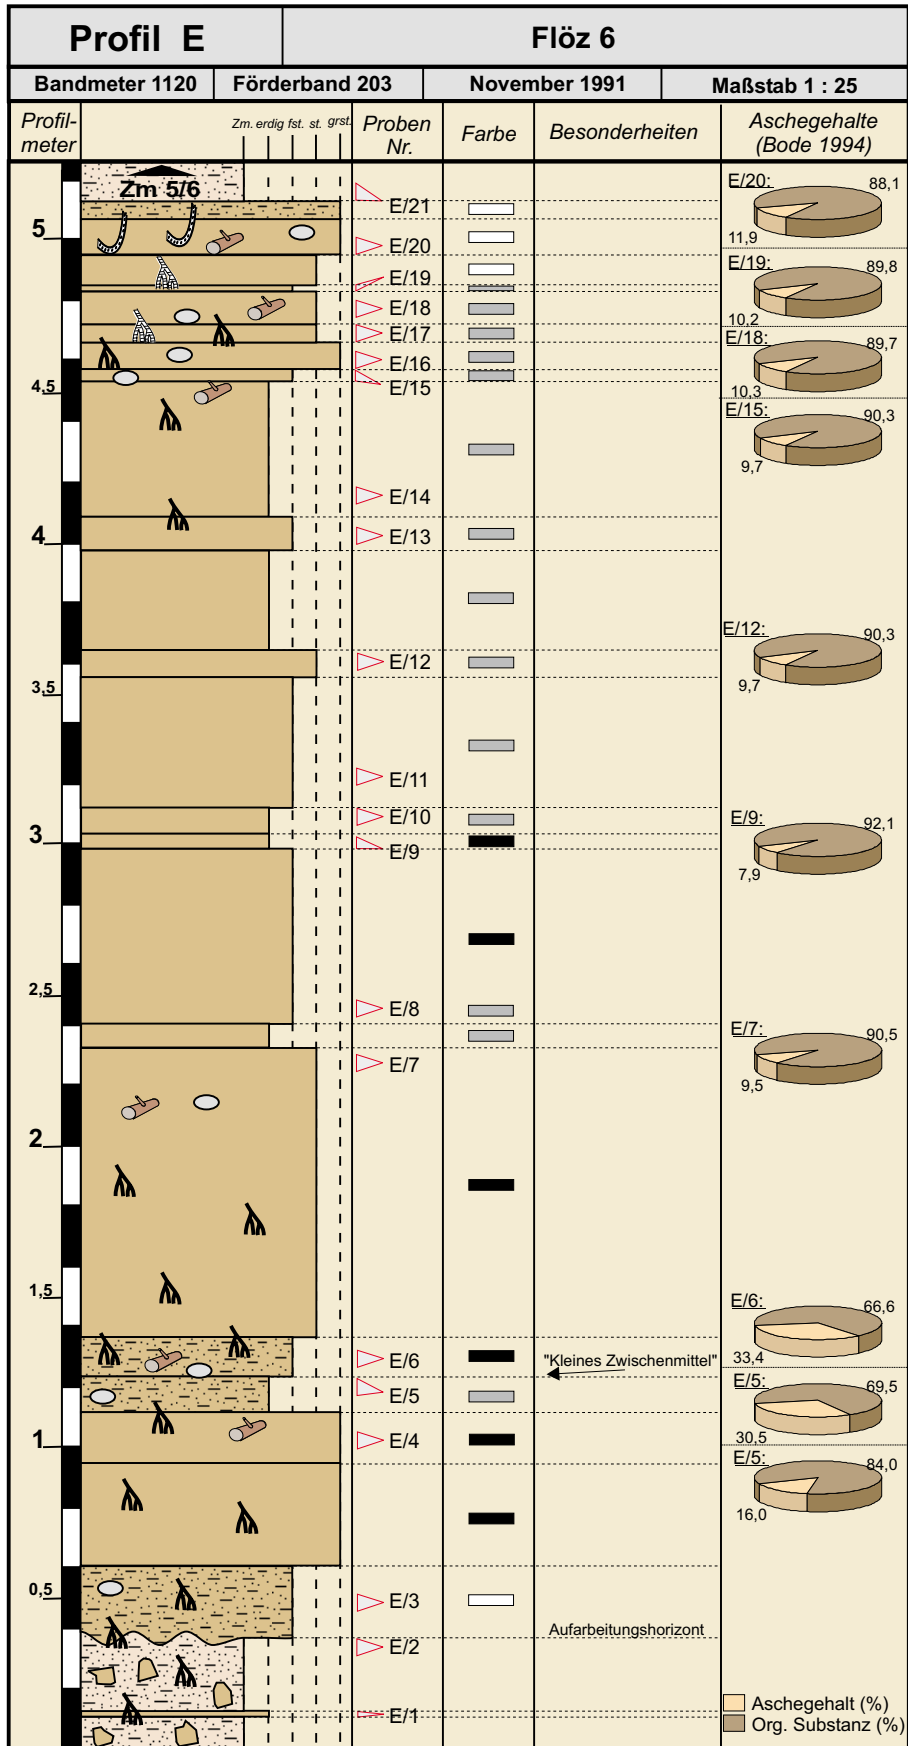 Profil E
Flöz 6
Bandmeter 1120
Förderband 203
November 1991
Maßstab 1 : 25
Profil-
meter
Zm. erdig fst. st. grst.
Proben
Nr.
Farbe
Besonderheiten
Aschegehalte
(Bode 1994)
Zm 5/6
E/21
E/20:
88,1
11,9
5
E/20
E/19
E/19:
89,8
10,2
E/18
E/17
E/18:
89,7
10,3
E/16
E/15
4,5
E/15:
90,3
9,7
E/14
E/13
4
E/12:
90,3
9,7
E/12
3,5
E/11
E/10
E/9:
92,1
7,9
3
E/9
2,5
E/8
E/7:
90,5
9,5
E/7
2
1,5
E/6:
66,6
33,4
E/6
"Kleines Zwischenmittel"
E/5
E/5:
69,5
30,5
1
E/4
E/5:
84,0
16,0
0,5
E/3
Aufarbeitungshorizont
E/2
E/1
Aschegehalt (%)
Org. Substanz (%)